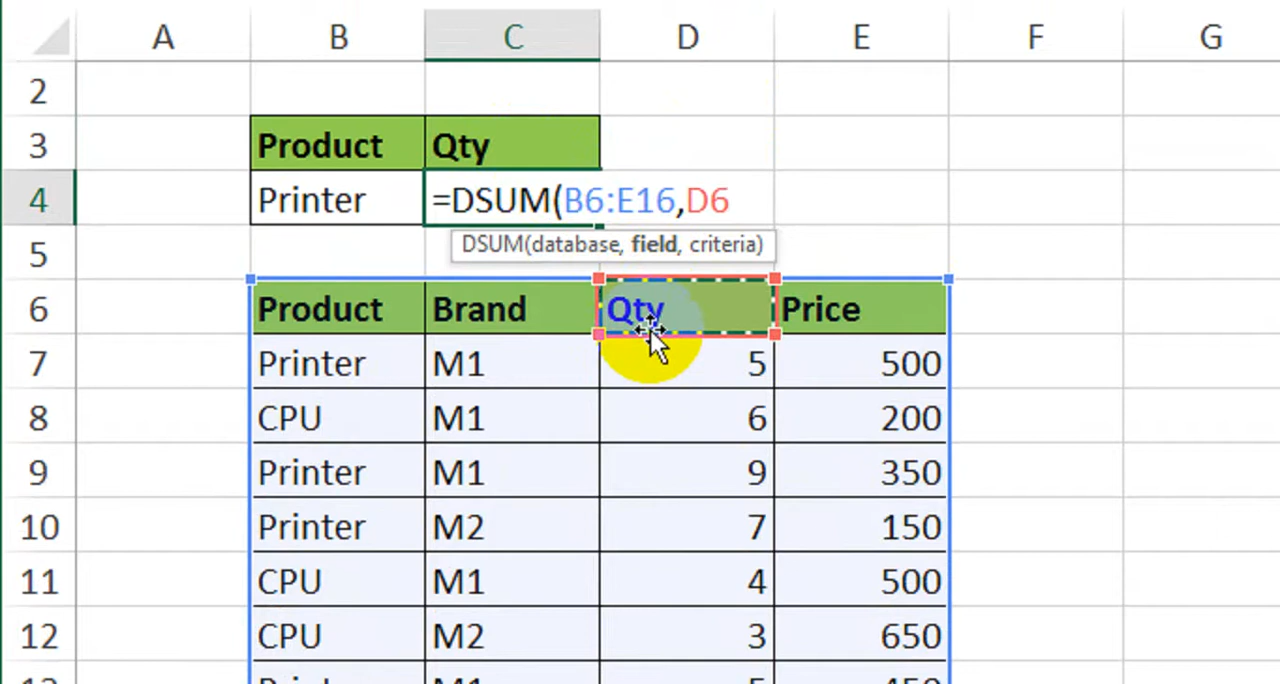 A B C D E F G
2
3 Product Qty
4 Printer =DSUM(B6:E16,D6
DSUM(database, field, criteria)
5
6 Product Brand Qty Price
7 Printer M1 5 500
8 CPU M1 6 200
9 Printer M1 9 350
10 Printer M2 7 150
11 CPU M1 4 500
12 CPU M2 3 650
13 Printer M1 5 450